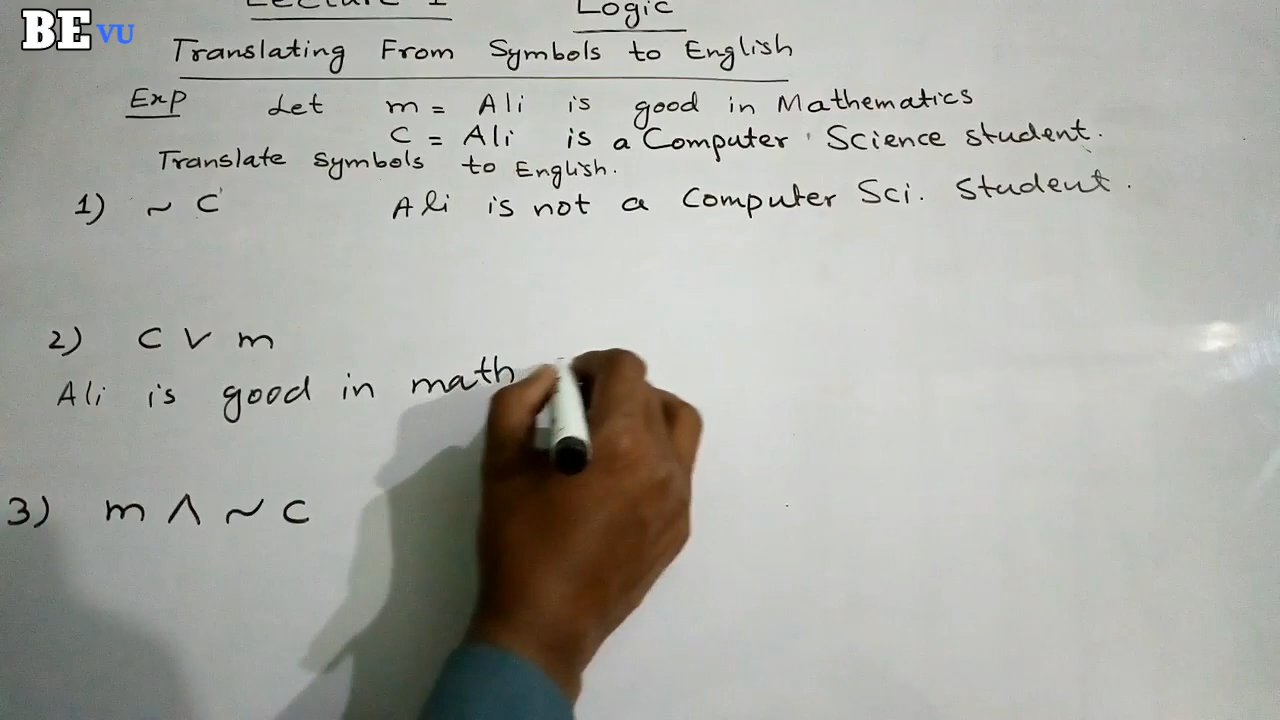 BE VU
Lecture 1 Logic
Translating From Symbols to English
Exp Let m = Ali is good in Mathematics
C = Ali is a Computer Science student.
Translate Symbols to English.
1) ~ C Ali is not a Computer Sci. Student.
2) C V m
Ali is good in math
3) m Λ ~ C